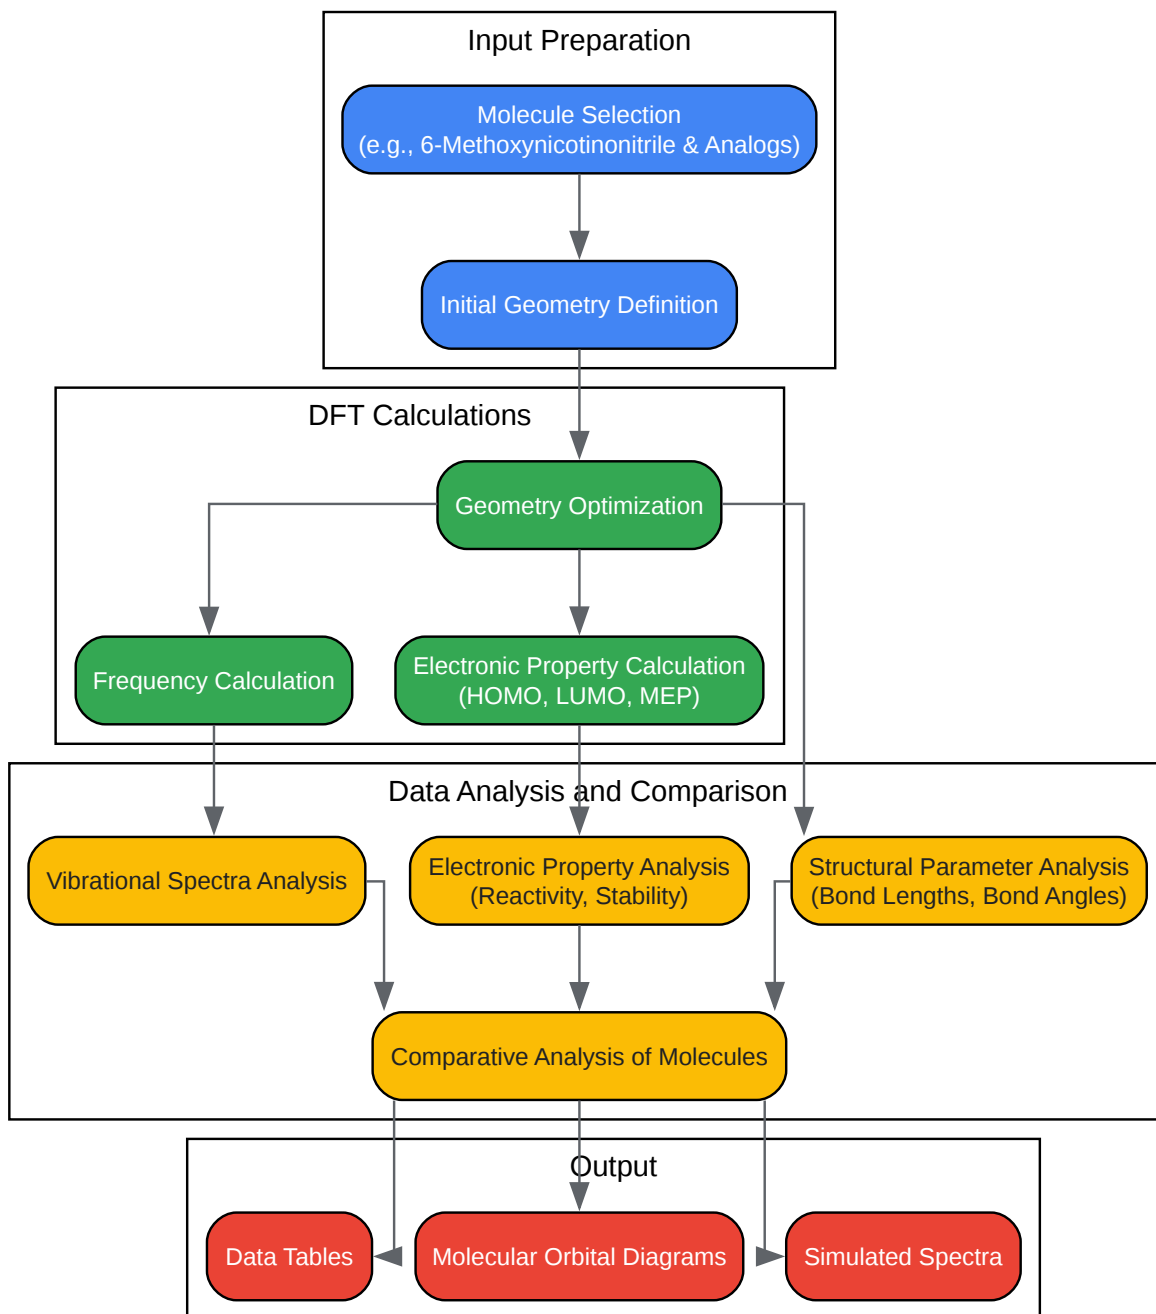 Input Preparation
Molecule Selection
(e.g., 6-Methoxynicotinonitrile & Analogs)
Initial Geometry Definition
DFT Calculations
Geometry Optimization
Frequency Calculation
Electronic Property Calculation
(HOMO, LUMO, MEP)
Data Analysis and Comparison
Vibrational Spectra Analysis
Electronic Property Analysis
(Reactivity, Stability)
Structural Parameter Analysis
(Bond Lengths, Bond Angles)
Comparative Analysis of Molecules
Output
Data Tables
Molecular Orbital Diagrams
Simulated Spectra